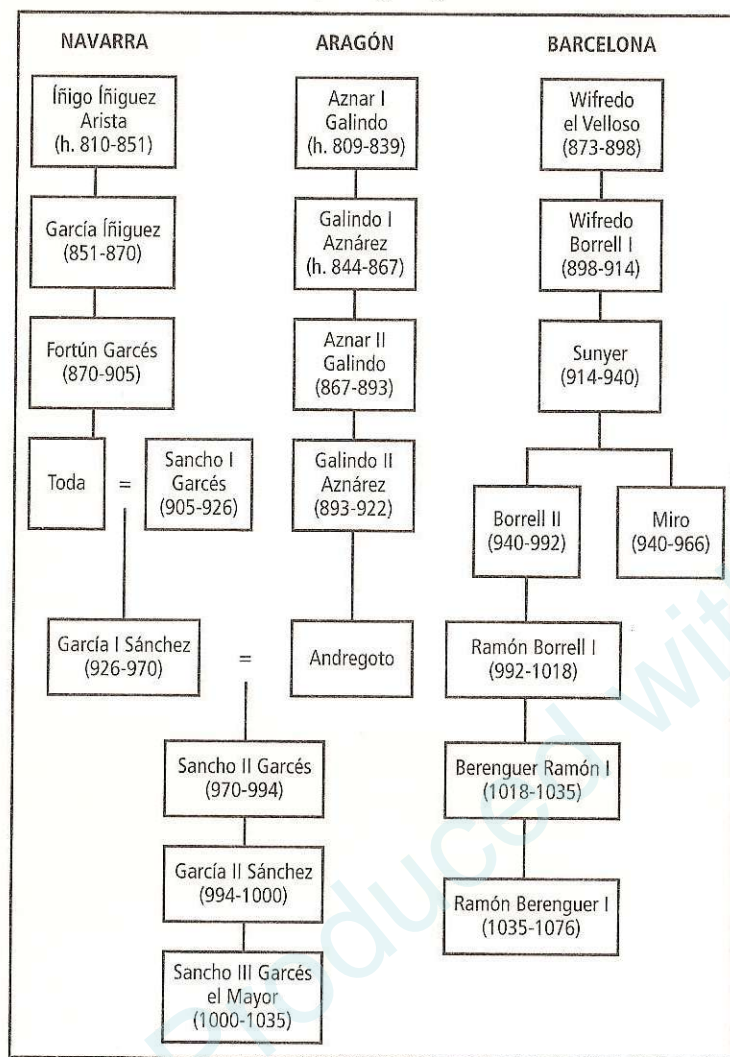 NAVARRA
ARAGÓN
BARCELONA
Íñigo Íñiguez
Arista
(h. 810-851)
Aznar I
Galindo
(h. 809-839)
Wifredo
el Velloso
(873-898)
García Íñiguez
(851-870)
Galindo I
Aznárez
(h. 844-867)
Wifredo
Borrell I
(898-914)
Fortún Garcés
(870-905)
Aznar II
Galindo
(867-893)
Sunyer
(914-940)
Toda
=
Sancho I
Garcés
(905-926)
Galindo II
Aznárez
(893-922)
Borrell II
(940-992)
Miro
(940-966)
García I Sánchez
(926-970)
=
Andregoto
Ramón Borrell I
(992-1018)
Sancho II Garcés
(970-994)
Berenguer Ramón I
(1018-1035)
García II Sánchez
(994-1000)
Ramón Berenguer I
(1035-1076)
Sancho III Garcés
el Mayor
(1000-1035)
Produced with